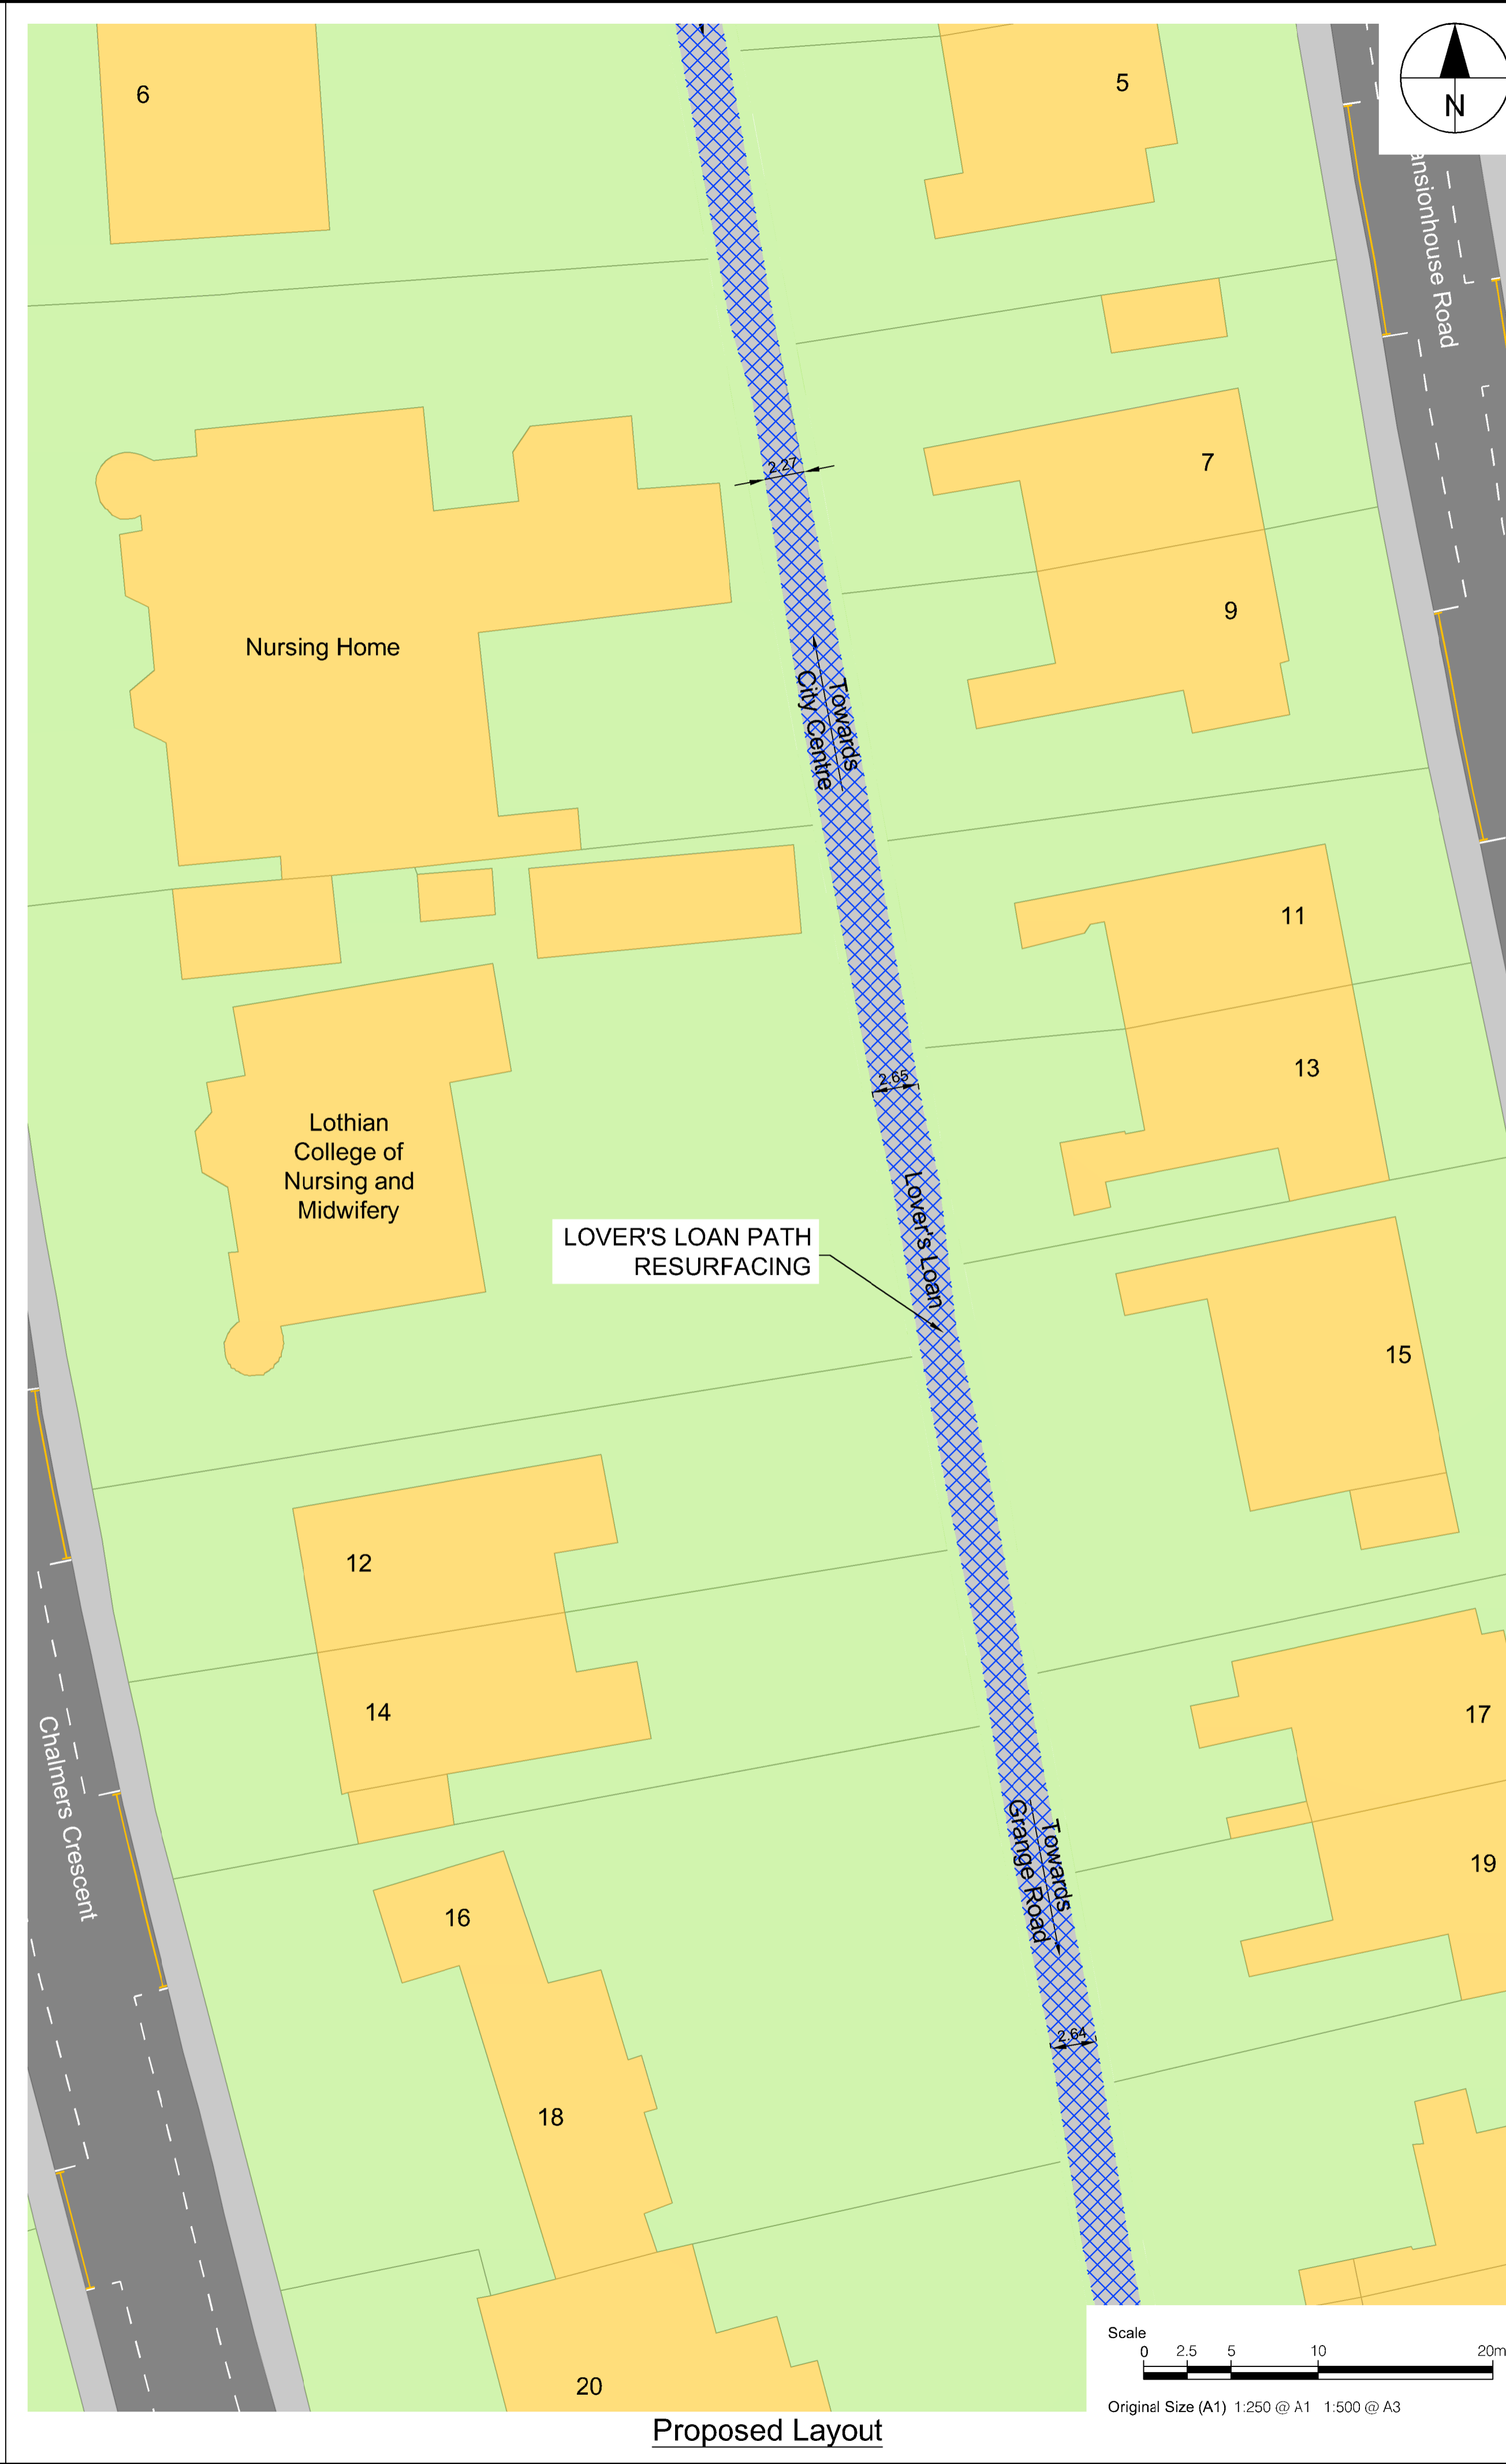 6
5
N
ansionhouse Road
7
2.27
9
Nursing Home
Towards
City Centre
11
13
2.65
Lothian
College of
Nursing and
Midwifery
Lover's Loan
LOVER'S LOAN PATH
RESURFACING
15
12
14
17
Chalmers Crescent
Towards
Grange Road
19
16
2.64
18
20
Scale
0 2.5 5 10 20m
Original Size (A1) 1:250 @ A1 1:500 @ A3
Proposed Layout